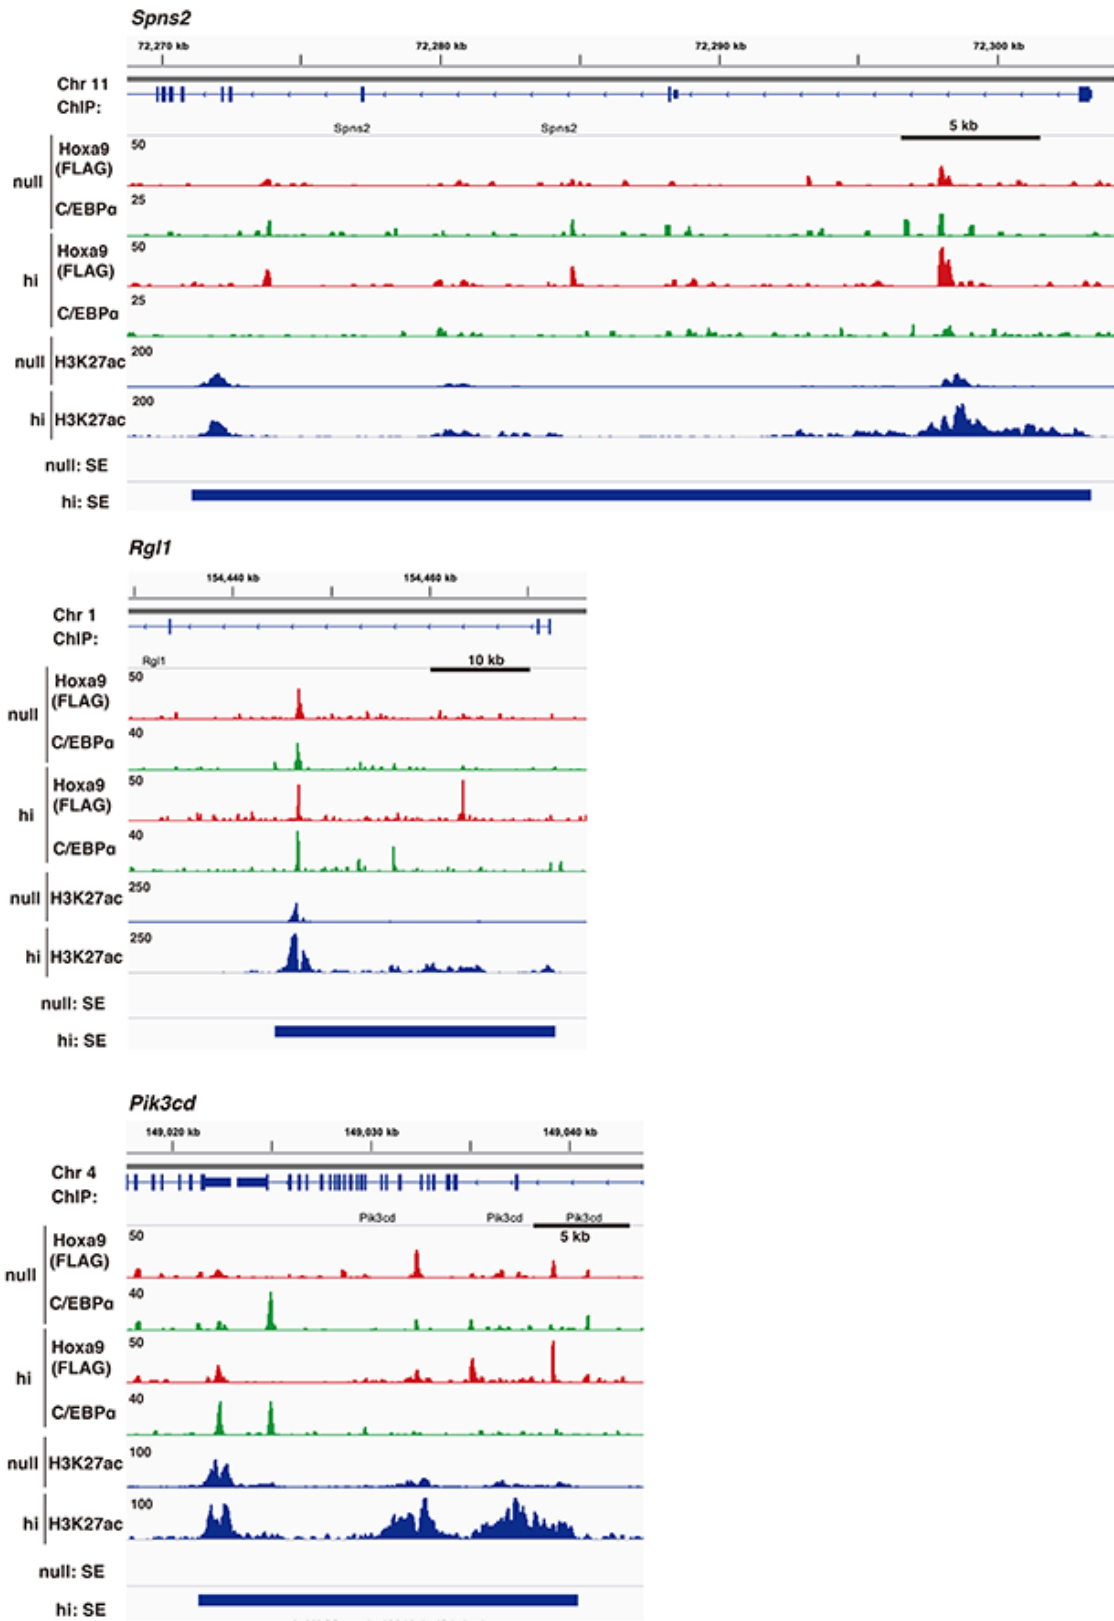 Spns2
72,270 kb 72,280 kb 72,290 kb 72,300 kb
Chr 11
ChIP:
Spns2 Spns2 5 kb
null
Hoxa9
(FLAG)
50
C/EBPα
25
hi
Hoxa9
(FLAG)
50
C/EBPα
25
null H3K27ac
200
hi H3K27ac
200
null: SE
hi: SE
Rgl1
154,440 kb 154,460 kb
Chr 1
ChIP:
Rgl1 10 kb
null
Hoxa9
(FLAG)
50
C/EBPα
40
hi
Hoxa9
(FLAG)
50
C/EBPα
40
null H3K27ac
250
hi H3K27ac
250
null: SE
hi: SE
Pik3cd
149,020 kb 149,030 kb 149,040 kb
Chr 4
ChIP:
Pik3cd Pik3cd Pik3cd
5 kb
null
Hoxa9
(FLAG)
50
C/EBPα
40
hi
Hoxa9
(FLAG)
50
C/EBPα
40
null H3K27ac
100
hi H3K27ac
100
null: SE
hi: SE